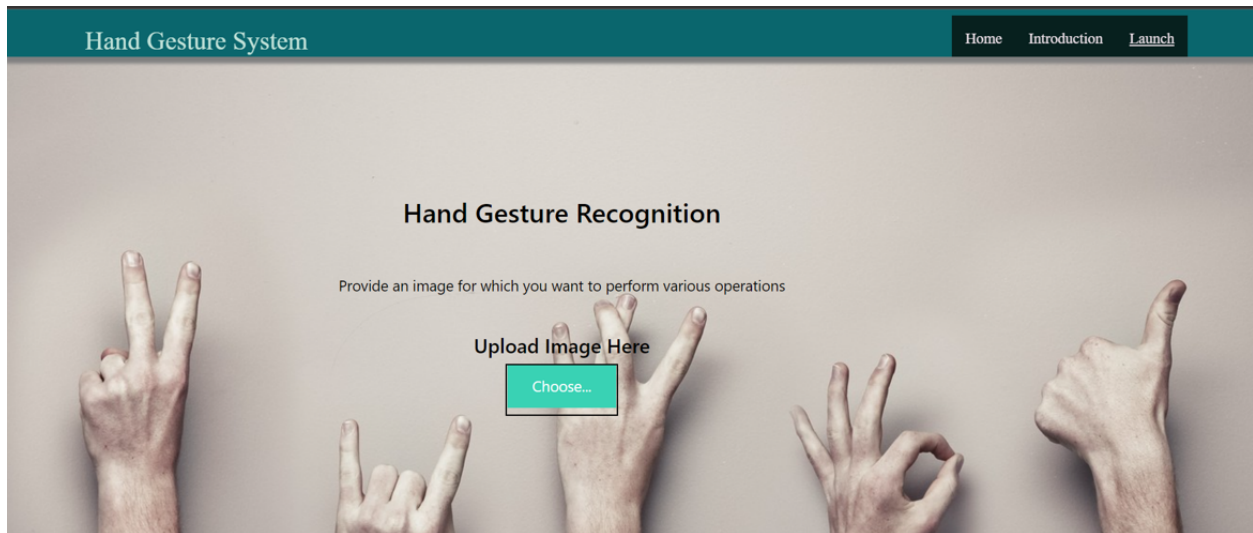 Hand Gesture System
Home Introduction Launch
Hand Gesture Recognition
Provide an image for which you want to perform various operations
Upload Image Here
Choose...